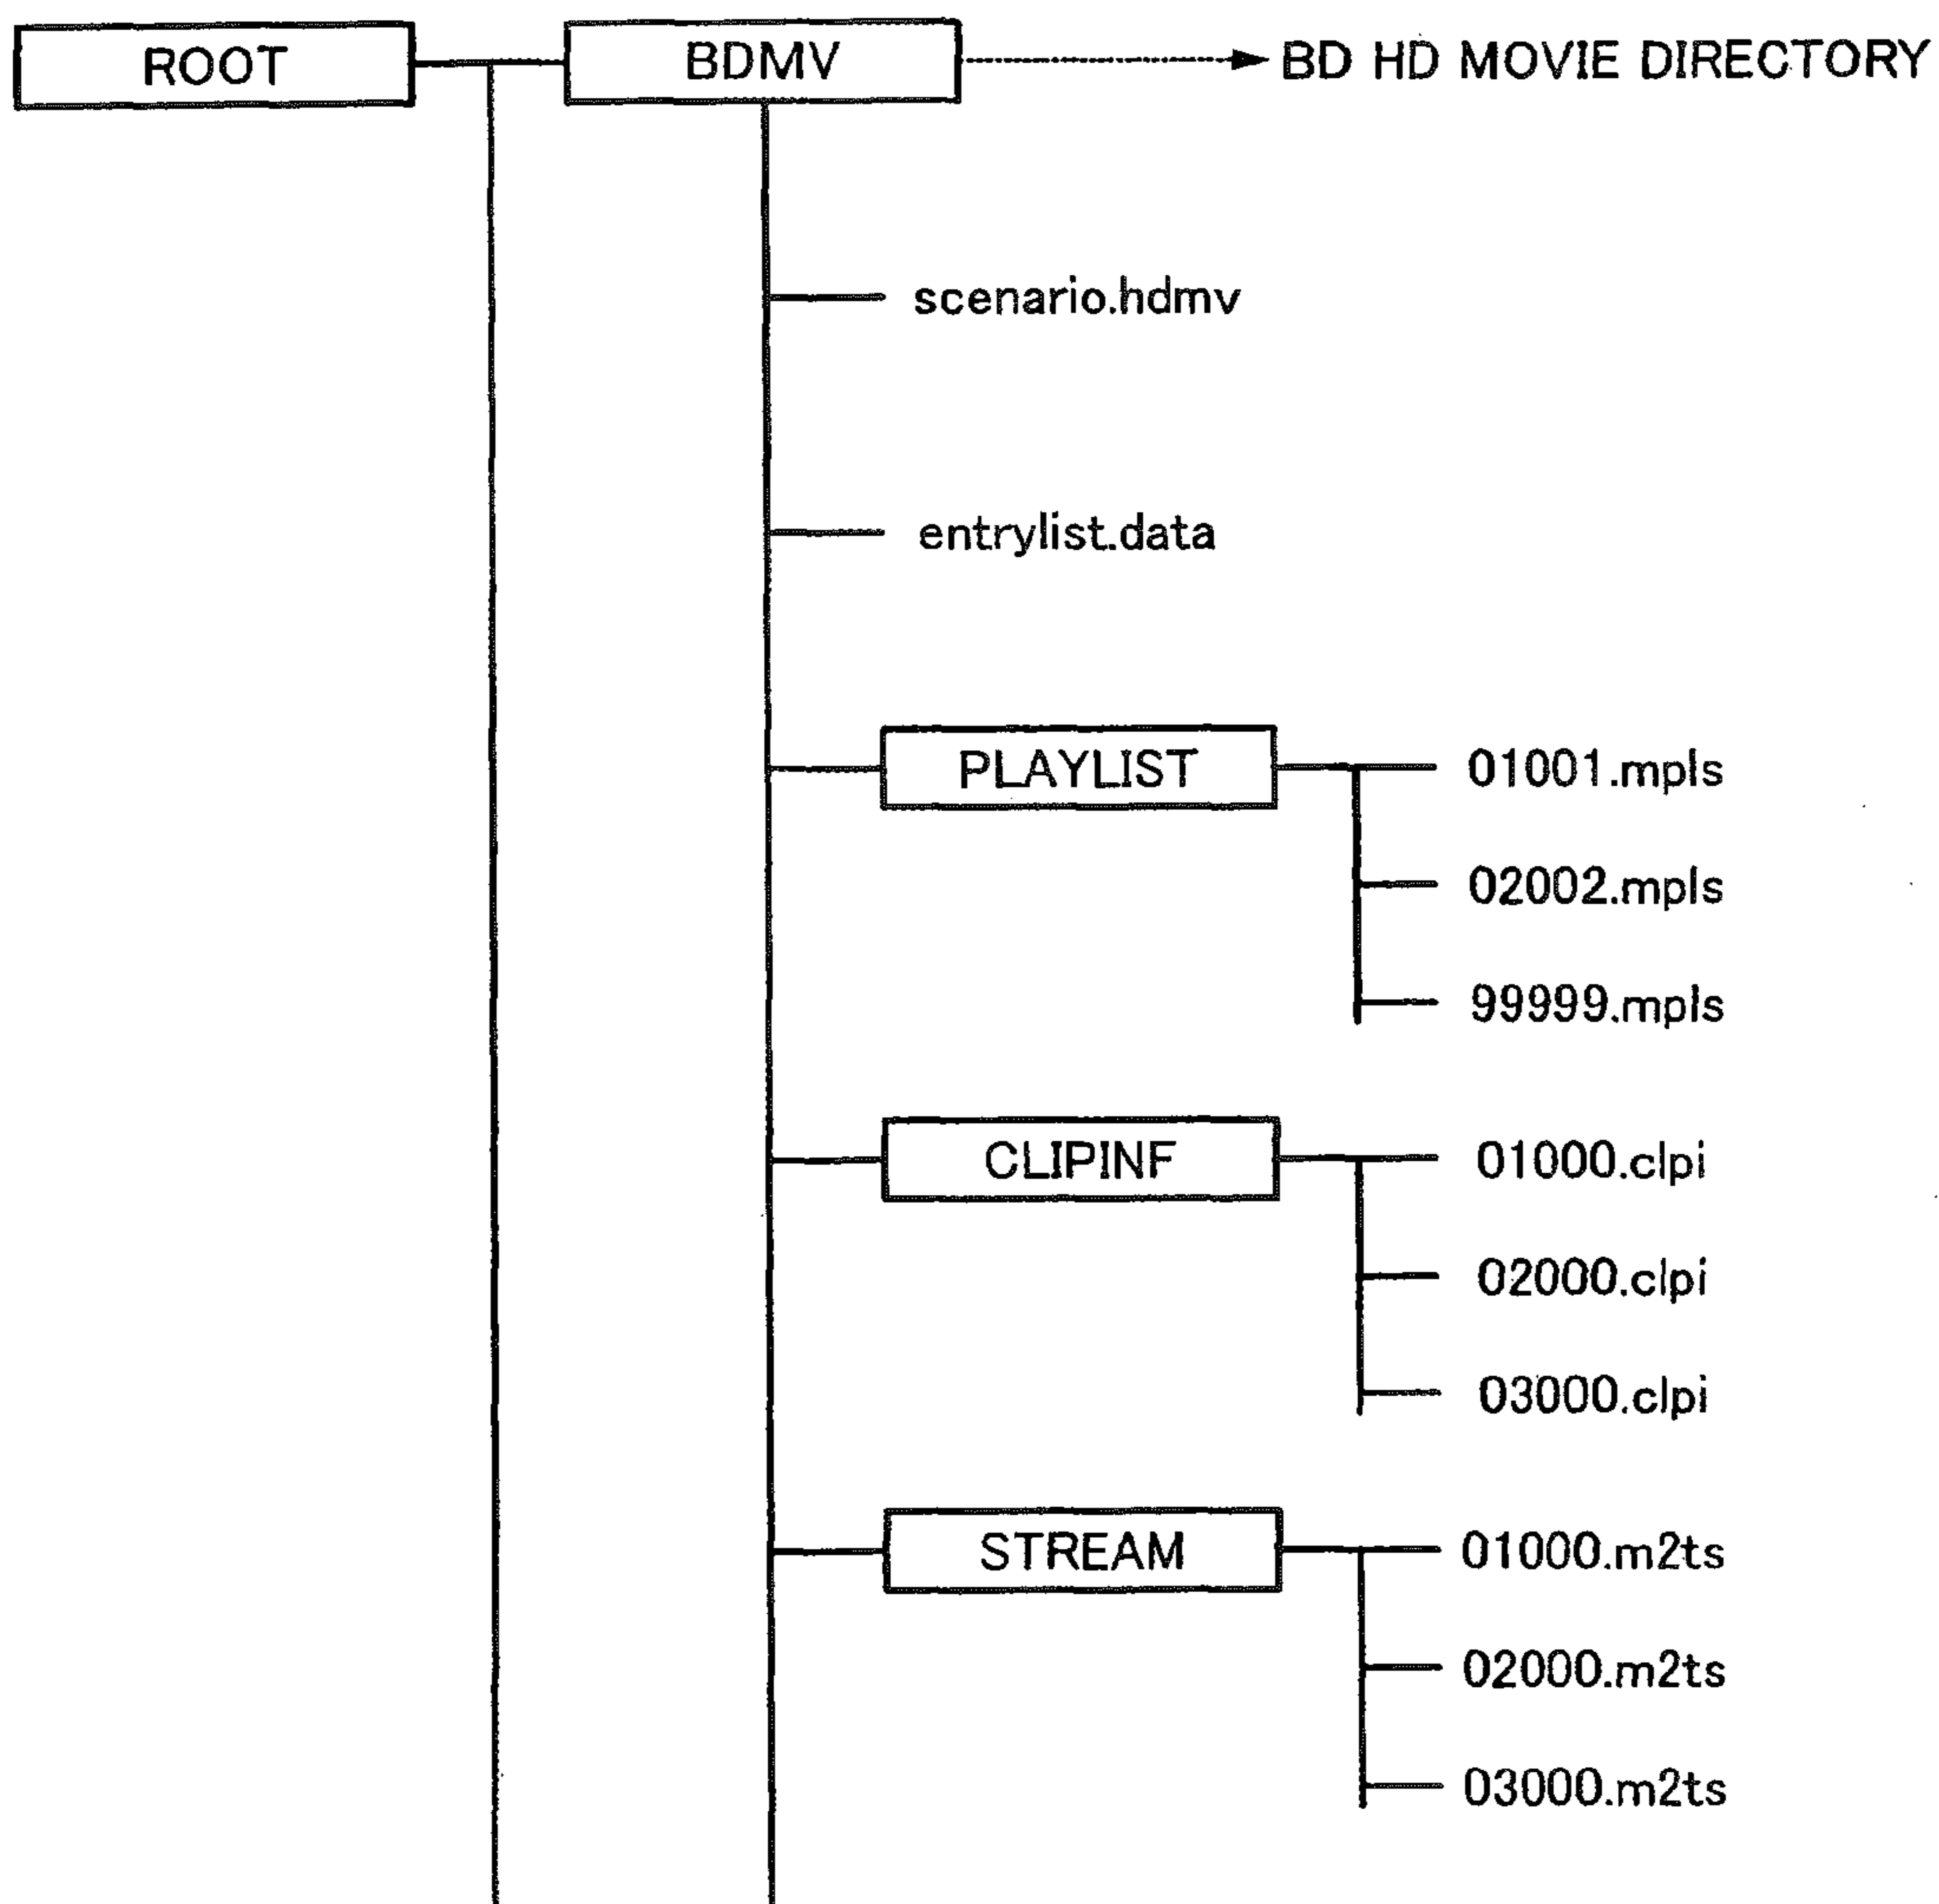 ROOT
BDMV
BD HD MOVIE DIRECTORY
scenario.hdmv
entrylist.data
PLAYLIST
01001.mpls
02002.mpls
99999.mpls
CLIPINF
01000.clpi
02000.clpi
03000.clpi
STREAM
01000.m2ts
02000.m2ts
03000.m2ts